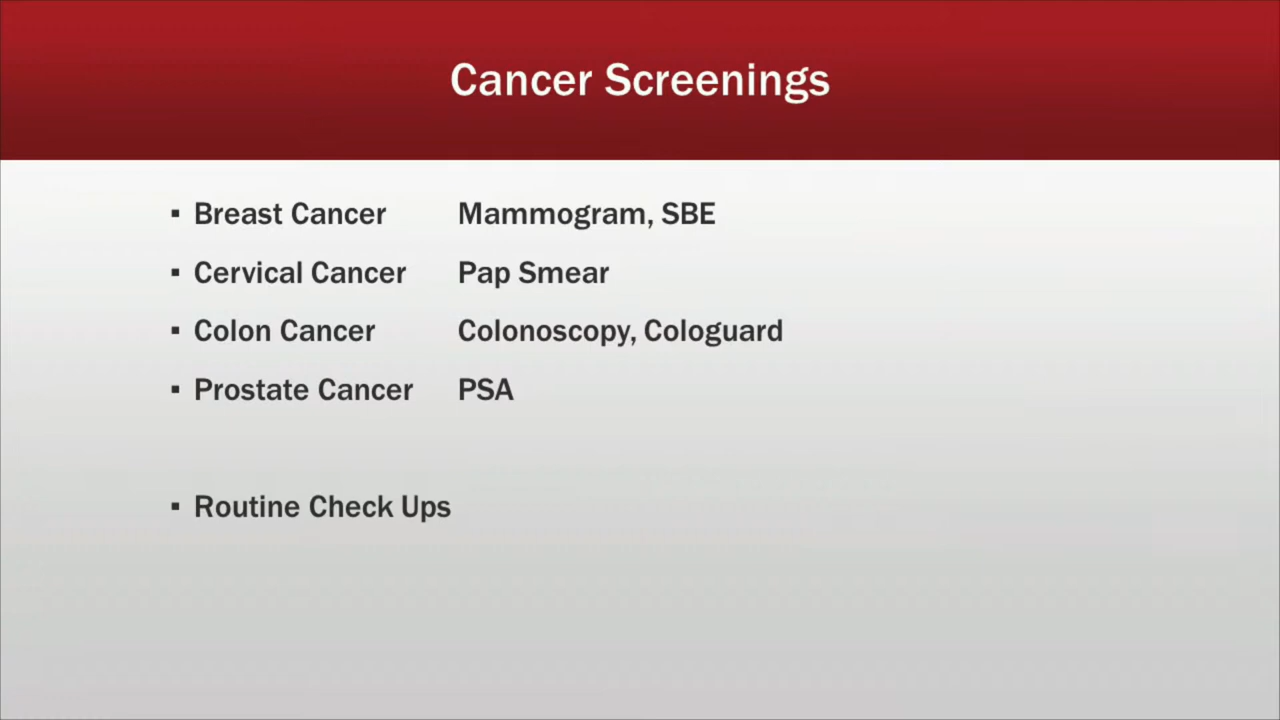 Cancer Screenings
▪ Breast Cancer Mammogram, SBE
▪ Cervical Cancer Pap Smear
▪ Colon Cancer Colonoscopy, Cologuard
▪ Prostate Cancer PSA
▪ Routine Check Ups